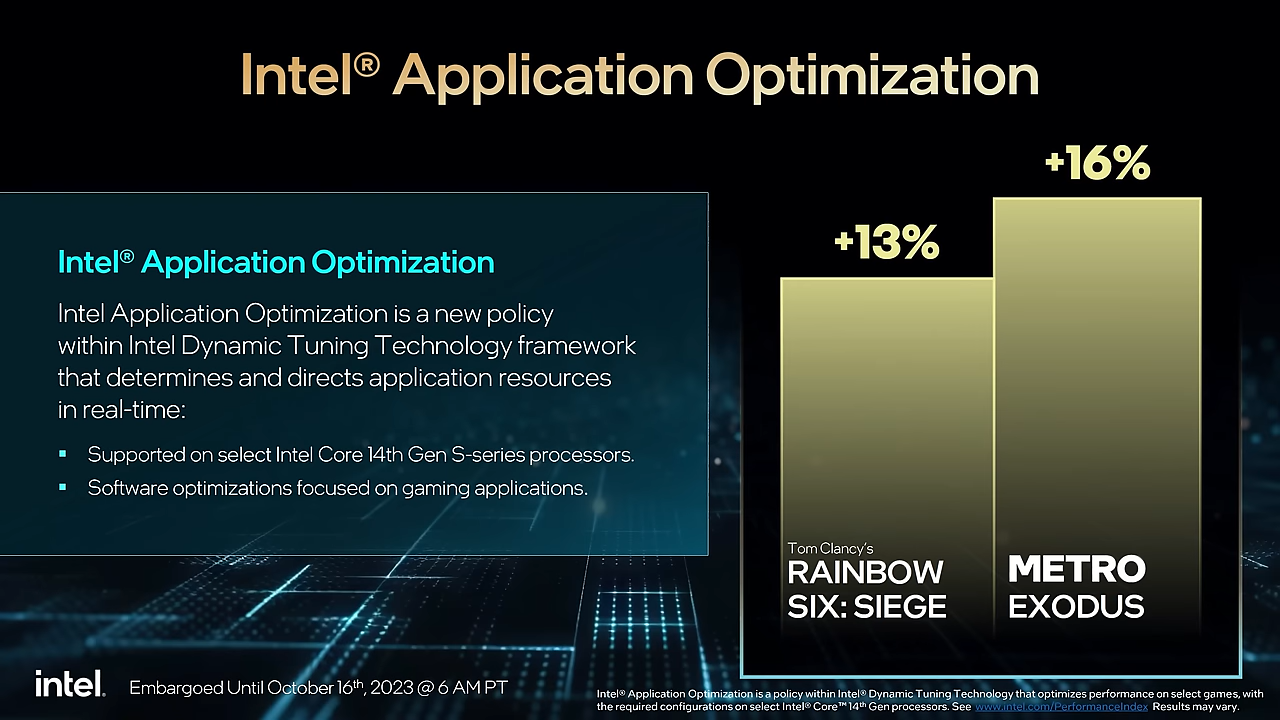 Intel® Application Optimization
Intel® Application Optimization
Intel Application Optimization is a new policy
within Intel Dynamic Tuning Technology framework
that determines and directs application resources
in real-time:
▪ Supported on select Intel Core 14th Gen S-series processors.
▪ Software optimizations focused on gaming applications.
+13%
+16%
Tom Clancy's
RAINBOW
SIX: SIEGE
METRO
EXODUS
intel.
Embargoed Until October 16th, 2023 @ 6 AM PT
Intel® Application Optimization is a policy within Intel® Dynamic Tuning Technology that optimizes performance on select games, with
the required configurations on select Intel® Core™ 14th Gen processors. See www.intel.com/PerformanceIndex Results may vary.